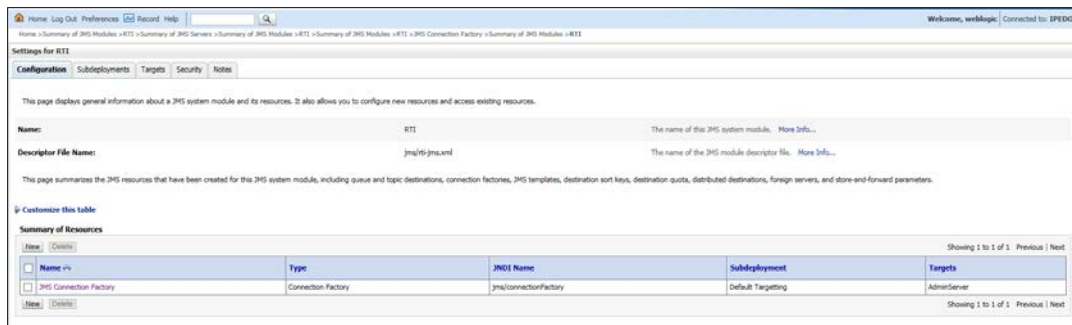 Home Log Out Preferences Record Help
Welcome, weblogic Connected to: IPEDO
Home >Summary of JMS Modules >RTI >Summary of JMS Servers >Summary of JMS Modules >RTI >Summary of JMS Modules >RTI >JMS Connection Factory >Summary of JMS Modules >RTI
Settings for RTI
Configuration Subdeployments Targets Security Notes
This page displays general information about a JMS system module and its resources. It also allows you to configure new resources and access existing resources.
Name: RTI The name of this JMS system module. More Info...
Descriptor File Name: jms/rti-jms.xml The name of the JMS module descriptor file. More Info...
This page summarizes the JMS resources that have been created for this JMS system module, including queue and topic destinations, connection factories, JMS templates, destination sort keys, destination quota, distributed destinations, foreign servers, and store-and-forward parameters.
Customize this table
Summary of Resources
New Delete Showing 1 to 1 of 1 Previous | Next
Name Type JNDI Name Subdeployment Targets
JMS Connection Factory Connection Factory jms/connectionFactory Default Targetting AdminServer
New Delete Showing 1 to 1 of 1 Previous | Next